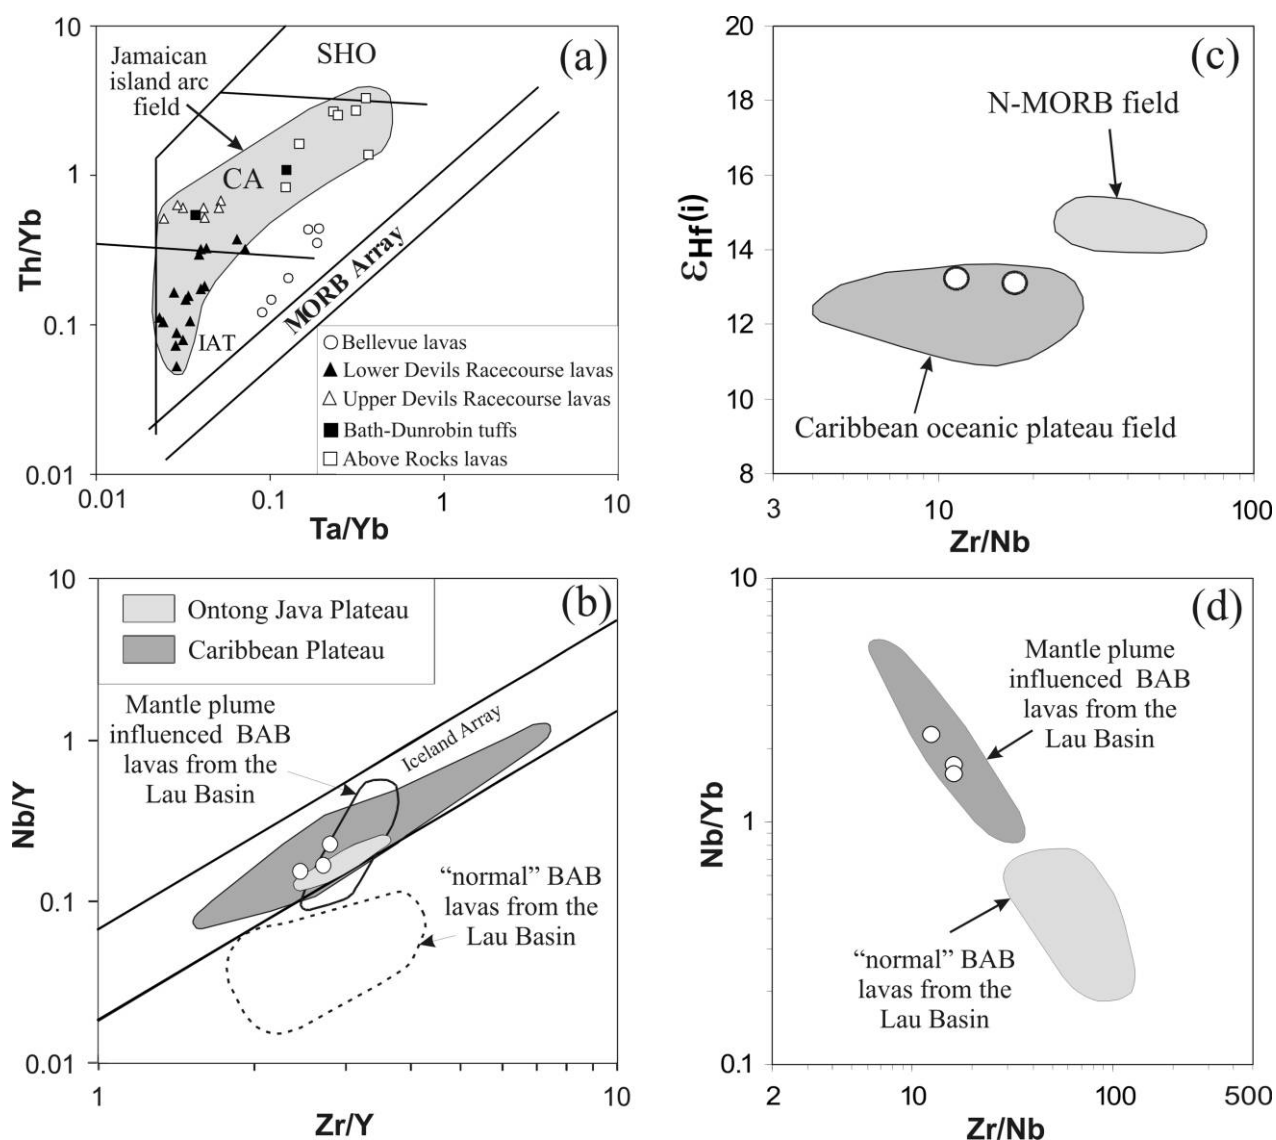 10
1
0.1
0.01
Th/Yb
0.01
0.1
1
10
Ta/Yb
(a)
SHO
Jamaican
island arc
field
CA
IAT
MORB Array
Bellevue lavas
Lower Devils Racecourse lavas
Upper Devils Racecourse lavas
Bath-Dunrobin tuffs
Above Rocks lavas
20
18
16
14
12
10
8
εHf(i)
3
10
100
Zr/Nb
(c)
N-MORB field
Caribbean oceanic plateau field
10
1
0.1
0.01
Nb/Y
1
10
Zr/Y
(b)
Ontong Java Plateau
Caribbean Plateau
Mantle plume
influenced BAB
lavas from the
Lau Basin
Iceland Array
“normal” BAB
lavas from the
Lau Basin
10
1
0.1
Nb/Yb
2
10
100
500
Zr/Nb
(d)
Mantle plume
influenced BAB
lavas from the
Lau Basin
“normal” BAB
lavas from the
Lau Basin